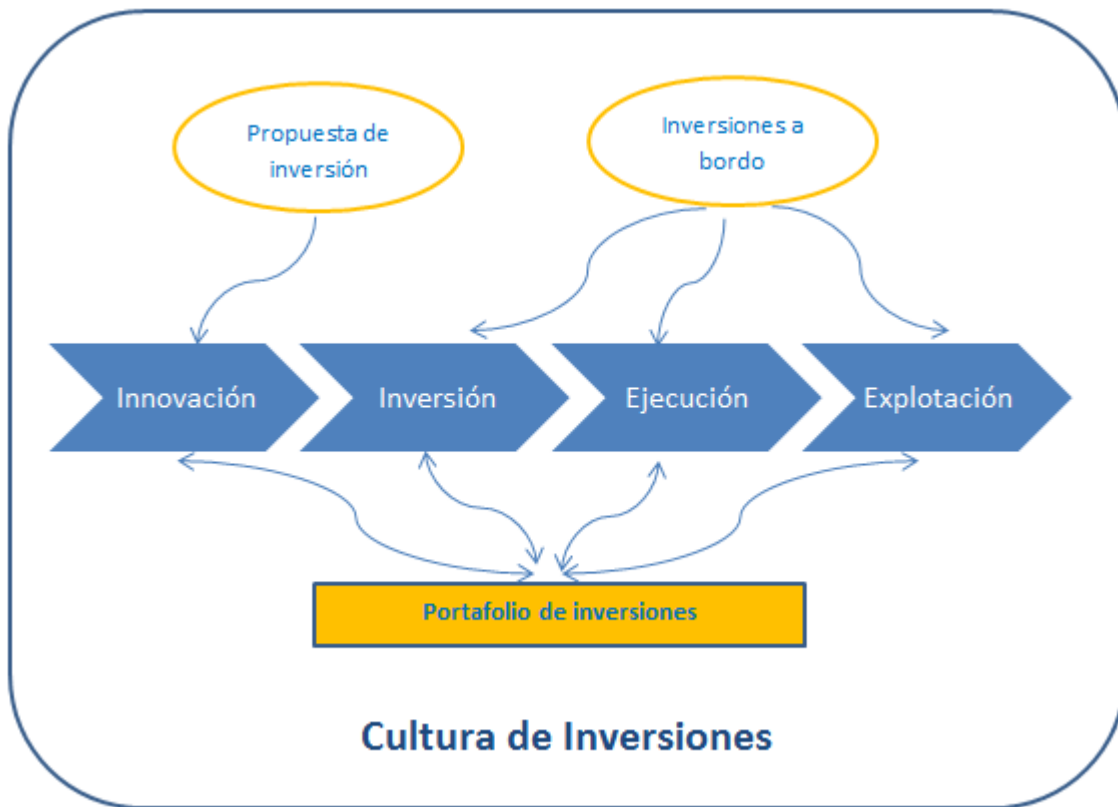 Propuesta de
inversión
Inversiones a
bordo
Innovación
Inversión
Ejecución
Explotación
Portafolio de inversiones
Cultura de Inversiones